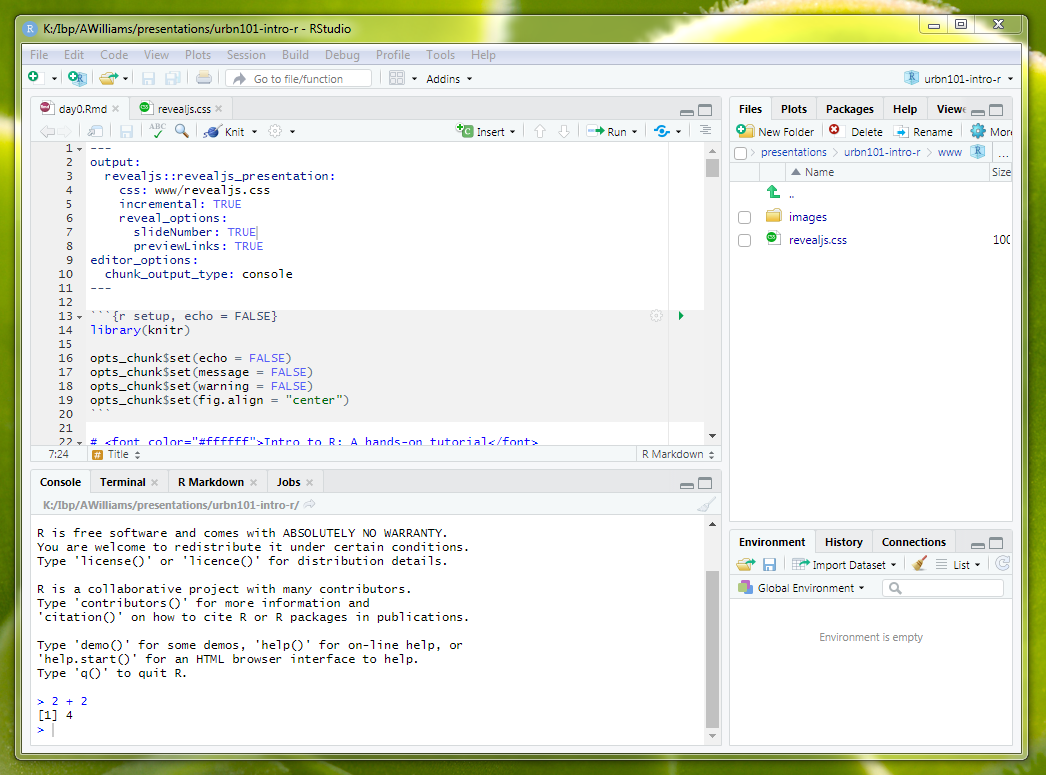 K:/Ibp/AWilliams/presentations/urbn101-intro-r - RStudio
File Edit Code View Plots Session Build Debug Profile Tools Help
Go to file/function Addins urbn101-intro-r
day0.Rmd revealjs.css
ABC Knit Insert Run
1 ---
2 output:
3   revealjs::revealjs_presentation:
4     css: www/revealjs.css
5     incremental: TRUE
6     reveal_options:
7       slideNumber: TRUE
8       previewLinks: TRUE
9 editor_options:
10   chunk_output_type: console
11 ---
12
13 ```{r setup, echo = FALSE}
14 library(knitr)
15
16 opts_chunk$set(echo = FALSE)
17 opts_chunk$set(message = FALSE)
18 opts_chunk$set(warning = FALSE)
19 opts_chunk$set(fig.align = "center")
20 ```
21
22 # <font color="#ffffff">Intro to R: A hands-on tutorial</font>
7:24 # Title R Markdown
Console Terminal R Markdown Jobs
K:/Ibp/AWilliams/presentations/urbn101-intro-r/
R is free software and comes with ABSOLUTELY NO WARRANTY.
You are welcome to redistribute it under certain conditions.
Type 'license()' or 'licence()' for distribution details.
R is a collaborative project with many contributors.
Type 'contributors()' for more information and
'citation()' on how to cite R or R packages in publications.
Type 'demo()' for some demos, 'help()' for on-line help, or
'help.start()' for an HTML browser interface to help.
Type 'q()' to quit R.
> 2 + 2
[1] 4
>
Files Plots Packages Help View
New Folder Delete Rename More
presentations urbn101-intro-r www R ...
Name Size
..
images
revealjs.css 100
Environment History Connections
Import Dataset List
Global Environment
Environment is empty